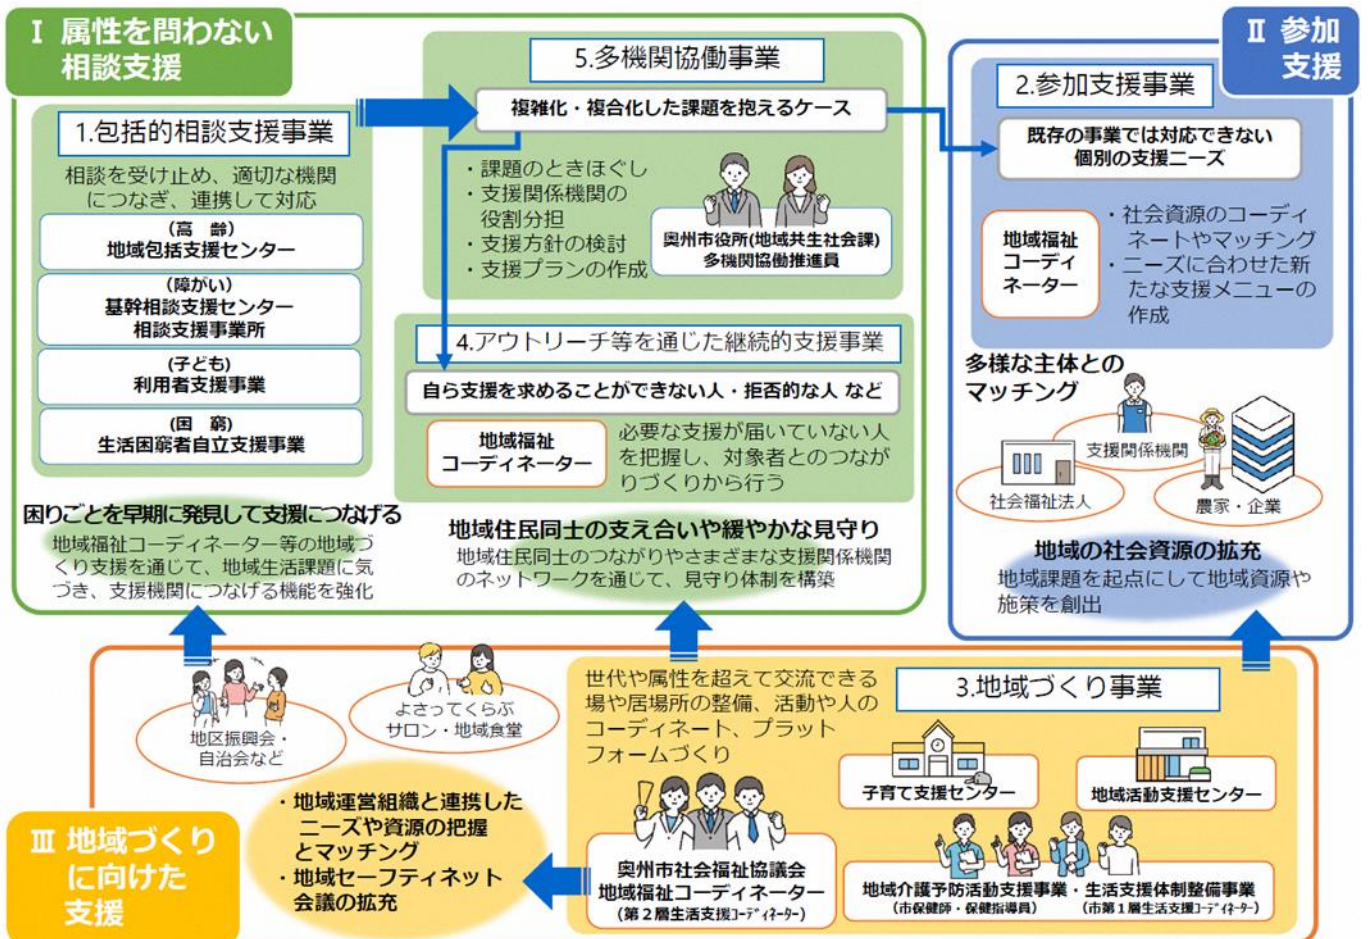 Ⅰ 属性を問わない
相談支援
1.包括的相談支援事業
相談を受け止め、適切な機関
につなぎ、連携して対応
(高　齢)
地域包括支援センター
(障がい)
基幹相談支援センター
相談支援事業所
(子ども)
利用者支援事業
(困　窮)
生活困窮者自立支援事業
5.多機関協働事業
複雑化・複合化した課題を抱えるケース
・課題のときほぐし
・支援関係機関の
役割分担
・支援方針の検討
・支援プランの作成
奥州市役所(地域共生社会課)
多機関協働推進員
4.アウトリーチ等を通じた継続的支援事業
自ら支援を求めることができない人・拒否的な人 など
地域福祉
コーディネーター
必要な支援が届いていない人
を把握し、対象者とのつなが
りづくりから行う
困りごとを早期に発見して支援につなげる
地域福祉コーディネーター等の地域づ
くり支援を通じて、地域生活課題に気
づき、支援機関につなげる機能を強化
地域住民同士の支え合いや緩やかな見守り
地域住民同士のつながりやさまざまな支援関係機関
のネットワークを通じて、見守り体制を構築
Ⅱ 参加
支援
2.参加支援事業
既存の事業では対応できない
個別の支援ニーズ
地域福祉
コーディ
ネーター
・社会資源のコーディ
ネートやマッチング
・ニーズに合わせた新
たな支援メニューの
作成
多様な主体との
マッチング
支援関係機関
社会福祉法人
農家・企業
地域の社会資源の拡充
地域課題を起点にして地域資源や
施策を創出
Ⅲ 地域づくり
に向けた
支援
地区振興会・
自治会など
よさってくらぶ
サロン・地域食堂
・地域運営組織と連携した
ニーズや資源の把握
とマッチング
・地域セーフティネット
会議の拡充
世代や属性を超えて交流できる
場や居場所の整備、活動や人の
コーディネート、プラット
フォームづくり
3.地域づくり事業
子育て支援センター
地域活動支援センター
奥州市社会福祉協議会
地域福祉コーディネーター
(第２層生活支援ｺｰﾃﾞｨﾈｰﾀｰ)
地域介護予防活動支援事業・生活支援体制整備事業
(市保健師・保健指導員)　(市第１層生活支援ｺｰﾃﾞｨﾈｰﾀｰ)